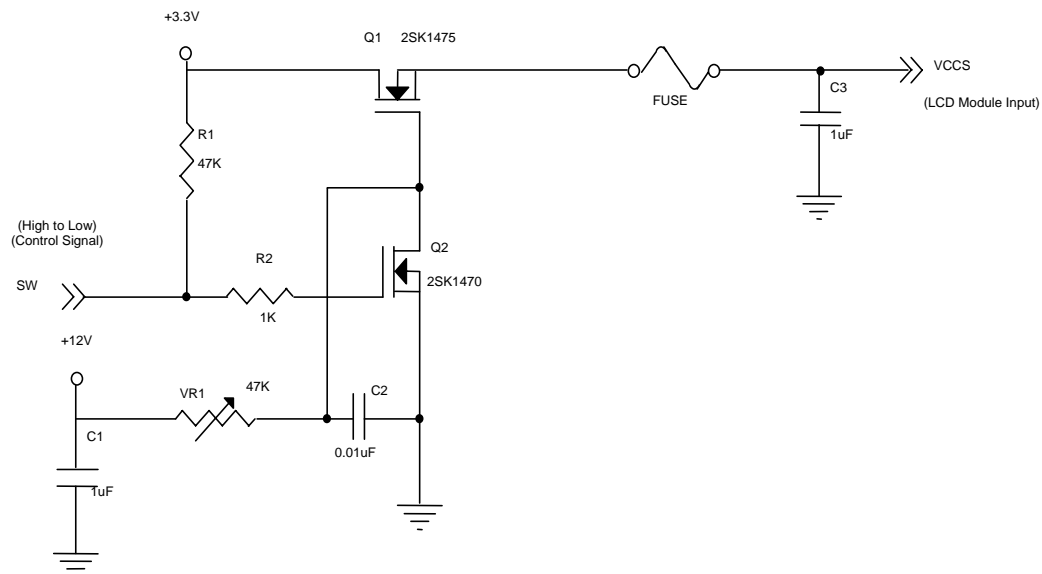 +3.3V
Q1 2SK1475
VCCS
FUSE
C3
(LCD Module Input)
R1
1uF
47K
(High to Low)
(Control Signal)
Q2
R2
2SK1470
SW
1K
+12V
VR1
47K
C2
C1
0.01uF
1uF